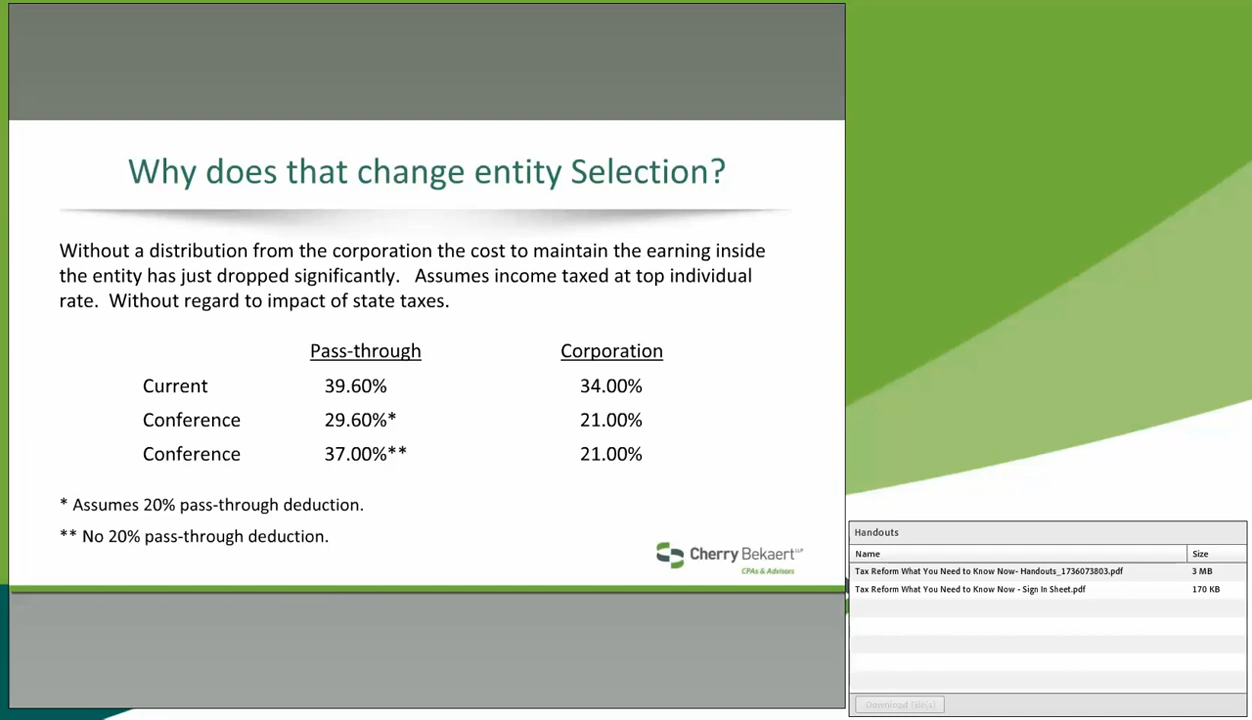 Why does that change entity Selection?
Without a distribution from the corporation the cost to maintain the earning inside
the entity has just dropped significantly. Assumes income taxed at top individual
rate. Without regard to impact of state taxes.
Pass-through Corporation
Current 39.60% 34.00%
Conference 29.60%* 21.00%
Conference 37.00%** 21.00%
* Assumes 20% pass-through deduction.
** No 20% pass-through deduction.
Cherry Bekaert LLP
CPAs & Advisors
Handouts
Name Size
Tax Reform What You Need to Know Now- Handouts_1736073803.pdf 3 MB
Tax Reform What You Need to Know Now - Sign In Sheet.pdf 170 KB
Download File(s)